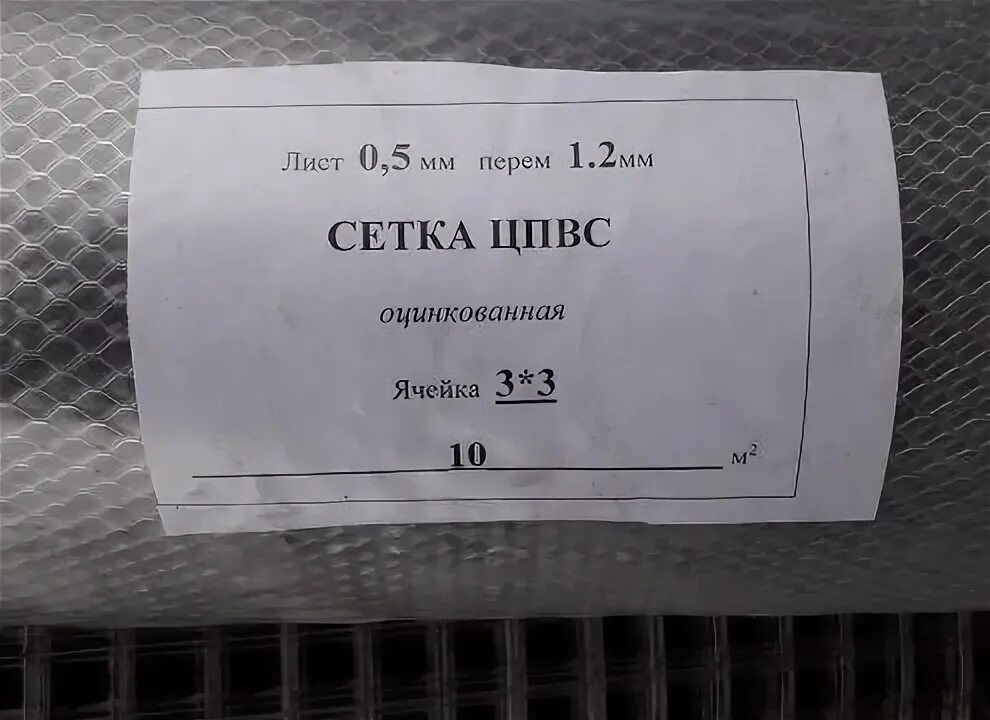 Лист 0,5 мм перем 1.2мм
СЕТКА ЦПВС
оцинкованная
Ячейка 3*3
10 м²